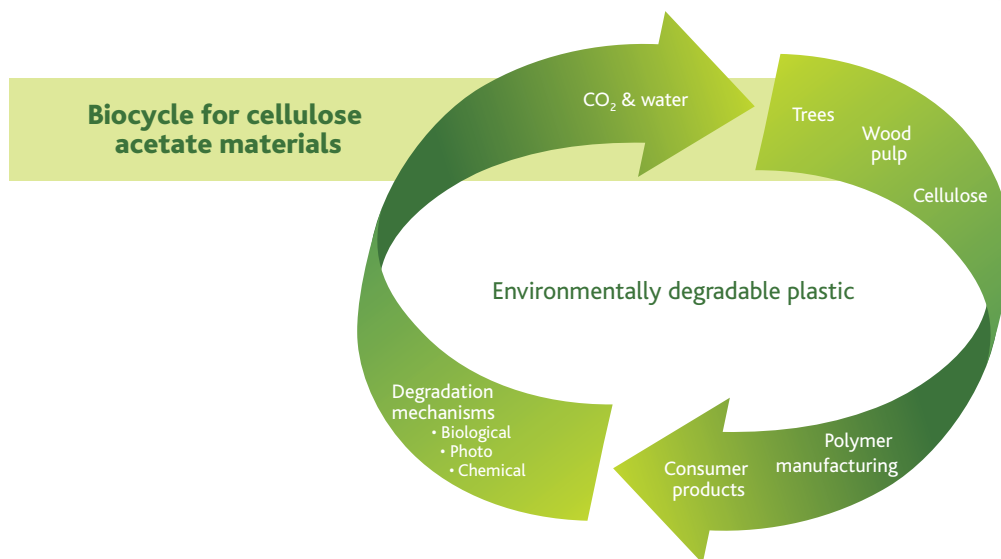 Biocycle for cellulose
acetate materials
CO₂ & water
Trees
Wood
pulp
Cellulose
Environmentally degradable plastic
Polymer
manufacturing
Consumer
products
Degradation
mechanisms
• Biological
• Photo
• Chemical